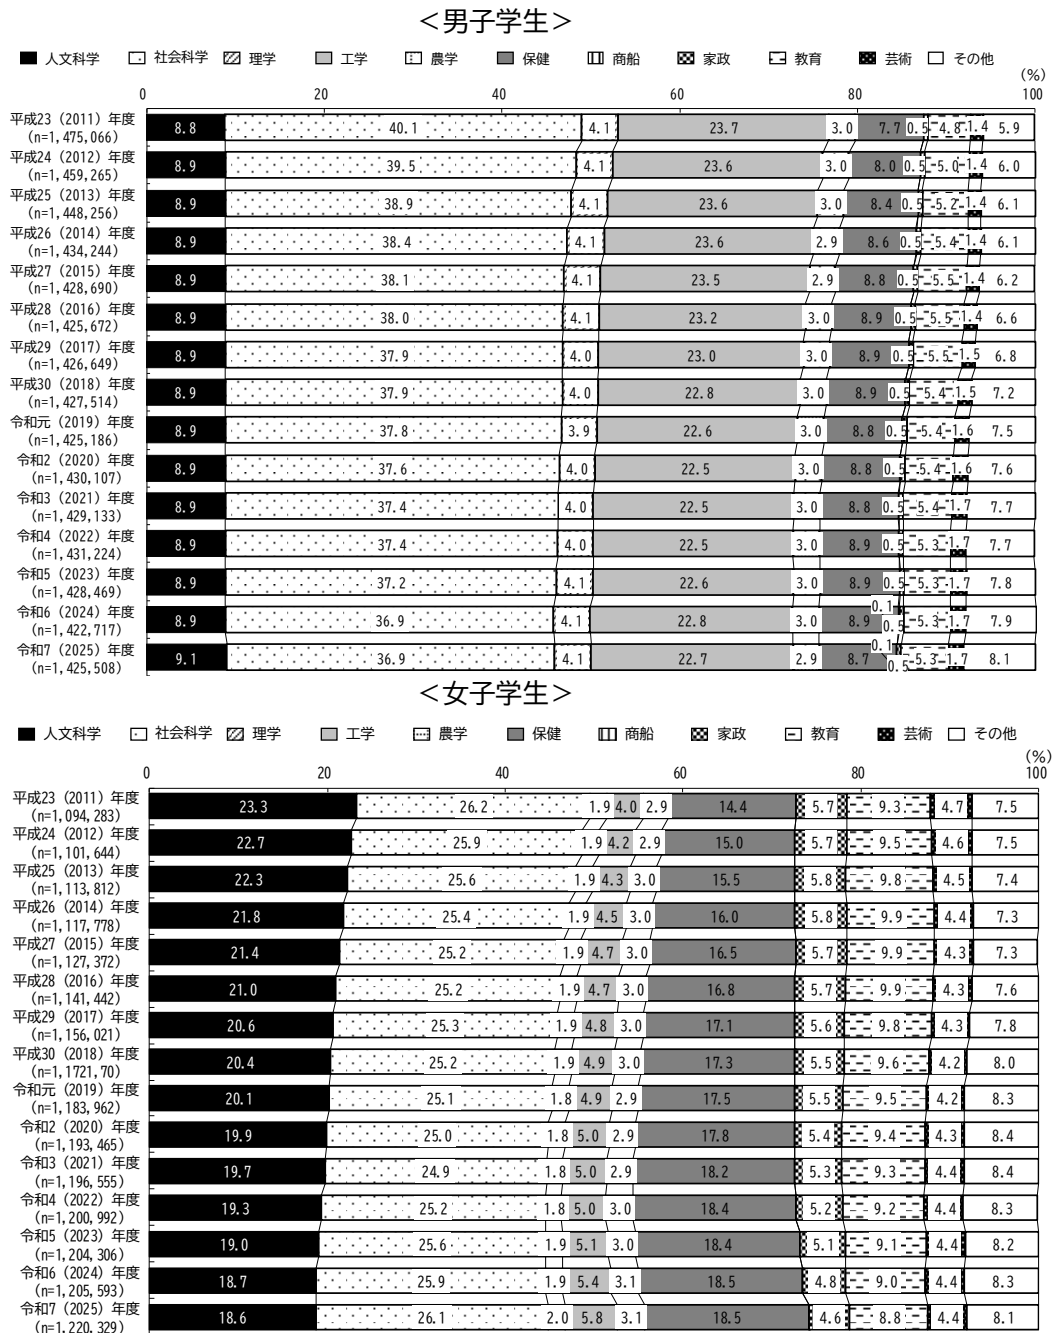 ＜男子学生＞
人文科学 社会科学 理学 工学 農学 保健 商船 家政 教育 芸術 その他
(%)
0 20 40 60 80 100
平成23（2011）年度
(n=1,475,066)
8.8 40.1 4.1 23.7 3.0 7.7 0.5 4.8 1.4 5.9
平成24（2012）年度
(n=1,459,265)
8.9 39.5 4.1 23.6 3.0 8.0 0.5 5.0 1.4 6.0
平成25（2013）年度
(n=1,448,256)
8.9 38.9 4.1 23.6 3.0 8.4 0.5 5.2 1.4 6.1
平成26（2014）年度
(n=1,434,244)
8.9 38.4 4.1 23.6 2.9 8.6 0.5 5.4 1.4 6.1
平成27（2015）年度
(n=1,428,690)
8.9 38.1 4.1 23.5 2.9 8.8 0.5 5.5 1.4 6.2
平成28（2016）年度
(n=1,425,672)
8.9 38.0 4.1 23.2 3.0 8.9 0.5 5.5 1.4 6.6
平成29（2017）年度
(n=1,426,649)
8.9 37.9 4.0 23.0 3.0 8.9 0.5 5.5 1.5 6.8
平成30（2018）年度
(n=1,427,514)
8.9 37.9 4.0 22.8 3.0 8.9 0.5 5.4 1.5 7.2
令和元（2019）年度
(n=1,425,186)
8.9 37.8 3.9 22.6 3.0 8.8 0.5 5.4 1.6 7.5
令和2（2020）年度
(n=1,430,107)
8.9 37.6 4.0 22.5 3.0 8.8 0.5 5.4 1.6 7.6
令和3（2021）年度
(n=1,429,133)
8.9 37.4 4.0 22.5 3.0 8.8 0.5 5.4 1.7 7.7
令和4（2022）年度
(n=1,431,224)
8.9 37.4 4.0 22.5 3.0 8.9 0.5 5.3 1.7 7.7
令和5（2023）年度
(n=1,428,469)
8.9 37.2 4.1 22.6 3.0 8.9 0.5 5.3 1.7 7.8
令和6（2024）年度
(n=1,422,717)
8.9 36.9 4.1 22.8 3.0 8.9 0.1 0.5 5.3 1.7 7.9
令和7（2025）年度
(n=1,425,508)
9.1 36.9 4.1 22.7 2.9 8.7 0.1 0.5 5.3 1.7 8.1
＜女子学生＞
人文科学 社会科学 理学 工学 農学 保健 商船 家政 教育 芸術 その他
(%)
0 20 40 60 80 100
平成23（2011）年度
(n=1,094,283)
23.3 26.2 1.9 4.0 2.9 14.4 5.7 9.3 4.7 7.5
平成24（2012）年度
(n=1,101,644)
22.7 25.9 1.9 4.2 2.9 15.0 5.7 9.5 4.6 7.5
平成25（2013）年度
(n=1,113,812)
22.3 25.6 1.9 4.3 3.0 15.5 5.8 9.8 4.5 7.4
平成26（2014）年度
(n=1,117,778)
21.8 25.4 1.9 4.5 3.0 16.0 5.8 9.9 4.4 7.3
平成27（2015）年度
(n=1,127,372)
21.4 25.2 1.9 4.7 3.0 16.5 5.7 9.9 4.3 7.3
平成28（2016）年度
(n=1,141,442)
21.0 25.2 1.9 4.7 3.0 16.8 5.7 9.9 4.3 7.6
平成29（2017）年度
(n=1,156,021)
20.6 25.3 1.9 4.8 3.0 17.1 5.6 9.8 4.3 7.8
平成30（2018）年度
(n=1,1721,70)
20.4 25.2 1.9 4.9 3.0 17.3 5.5 9.6 4.2 8.0
令和元（2019）年度
(n=1,183,962)
20.1 25.1 1.8 4.9 2.9 17.5 5.5 9.5 4.2 8.3
令和2（2020）年度
(n=1,193,465)
19.9 25.0 1.8 5.0 2.9 17.8 5.4 9.4 4.3 8.4
令和3（2021）年度
(n=1,196,555)
19.7 24.9 1.8 5.0 2.9 18.2 5.3 9.3 4.4 8.4
令和4（2022）年度
(n=1,200,992)
19.3 25.2 1.8 5.0 3.0 18.4 5.2 9.2 4.4 8.3
令和5（2023）年度
(n=1,204,306)
19.0 25.6 1.9 5.1 3.0 18.4 5.1 9.1 4.4 8.2
令和6（2024）年度
(n=1,205,593)
18.7 25.9 1.9 5.4 3.1 18.5 4.8 9.0 4.4 8.3
令和7（2025）年度
(n=1,220,329)
18.6 26.1 2.0 5.8 3.1 18.5 4.6 8.8 4.4 8.1